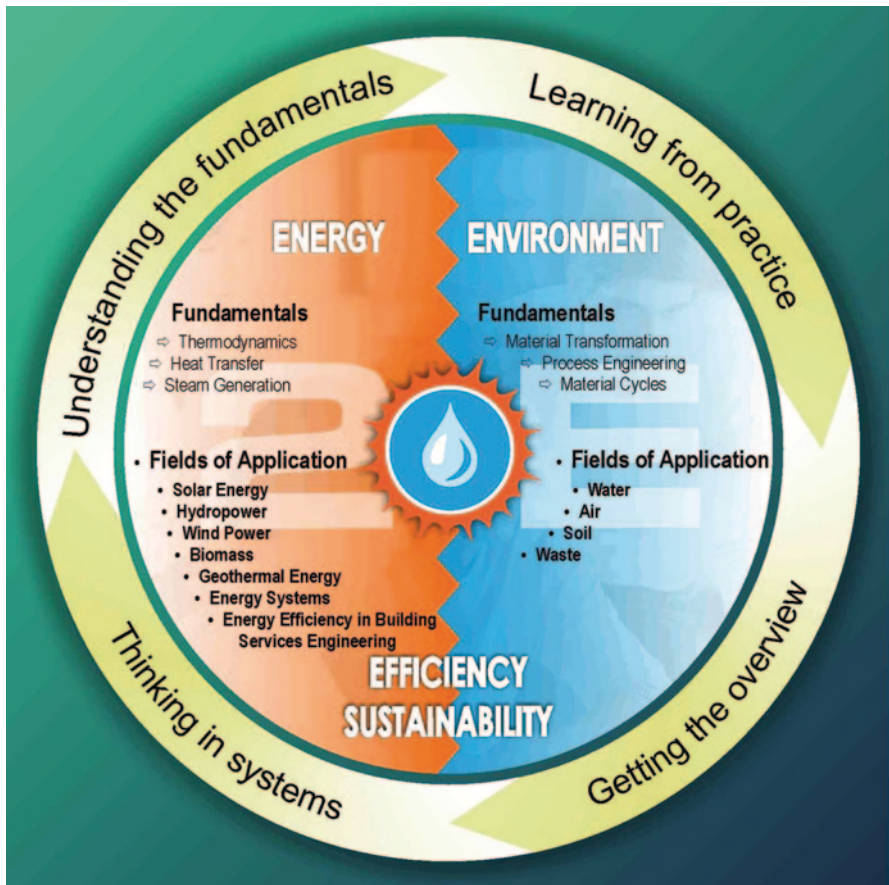 Understanding the fundamentals
Learning from practice
Getting the overview
Thinking in systems
2E
ENERGY
Fundamentals
⇨ Thermodynamics
⇨ Heat Transfer
⇨ Steam Generation
• Fields of Application
• Solar Energy
• Hydropower
• Wind Power
• Biomass
• Geothermal Energy
• Energy Systems
• Energy Efficiency in Building
Services Engineering
ENVIRONMENT
Fundamentals
⇨ Material Transformation
⇨ Process Engineering
⇨ Material Cycles
• Fields of Application
• Water
• Air
• Soil
• Waste
EFFICIENCY
SUSTAINABILITY